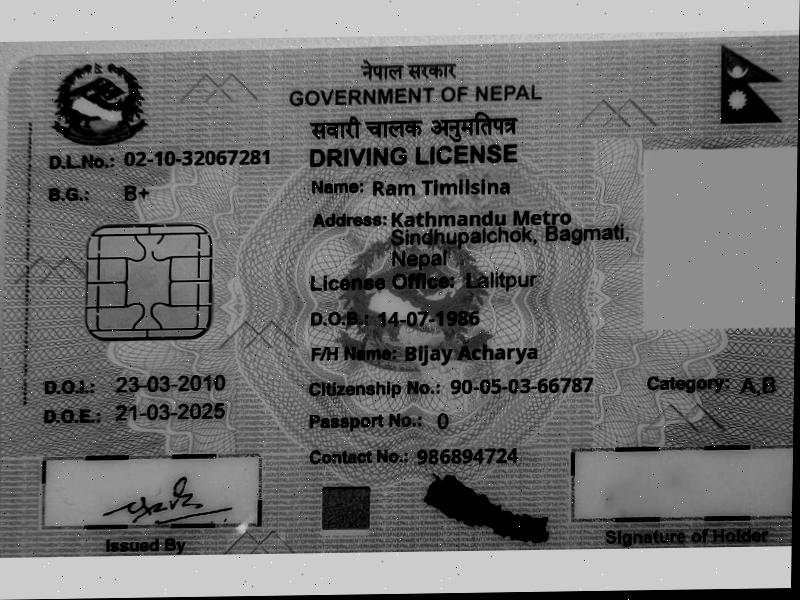 नेपाल सरकार
GOVERNMENT OF NEPAL
सवारी चालक अनुमतिपत्र
DRIVING LICENSE
D.L.No.: 02-10-32067281
B.G.: B+
Name: Ram Timilsina
Address: Kathmandu Metro
Sindhupalchok, Bagmati,
Nepal
License Office: Lalitpur
D.O.B.: 14-07-1986
F/H Name: Bijay Acharya
D.O.I.: 23-03-2010
Citizenship No.: 90-05-03-66787
Category: A,B
D.O.E.: 21-03-2025
Passport No.: 0
Contact No.: 986894724
Issued By
Signature of Holder